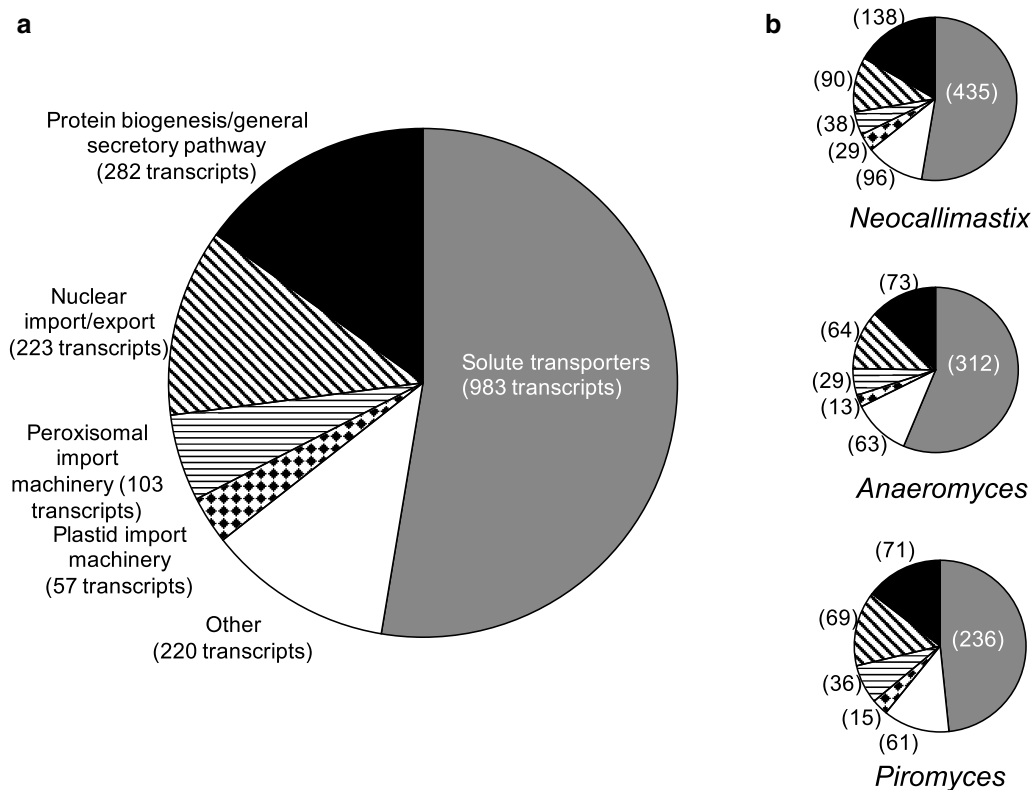 a
Protein biogenesis/general
secretory pathway
(282 transcripts)
Nuclear
import/export
(223 transcripts)
Peroxisomal
import
machinery (103
transcripts)
Plastid import
machinery
(57 transcripts)
Other
(220 transcripts)
Solute transporters
(983 transcripts)
b
(138)
(90)
(38)
(29)
(96)
(435)
Neocallimastix
(73)
(64)
(29)
(13)
(63)
(312)
Anaeromyces
(71)
(69)
(36)
(15)
(61)
(236)
Piromyces